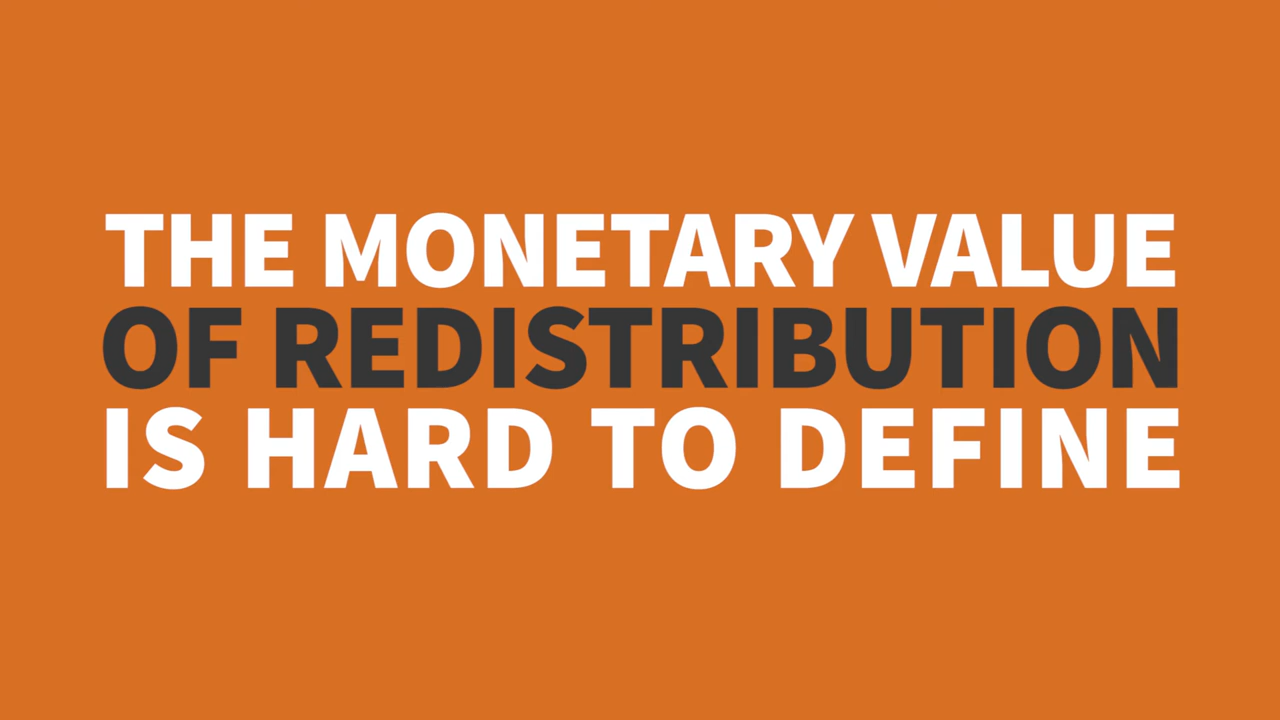 THE MONETARY VALUE
OF REDISTRIBUTION
IS HARD TO DEFINE